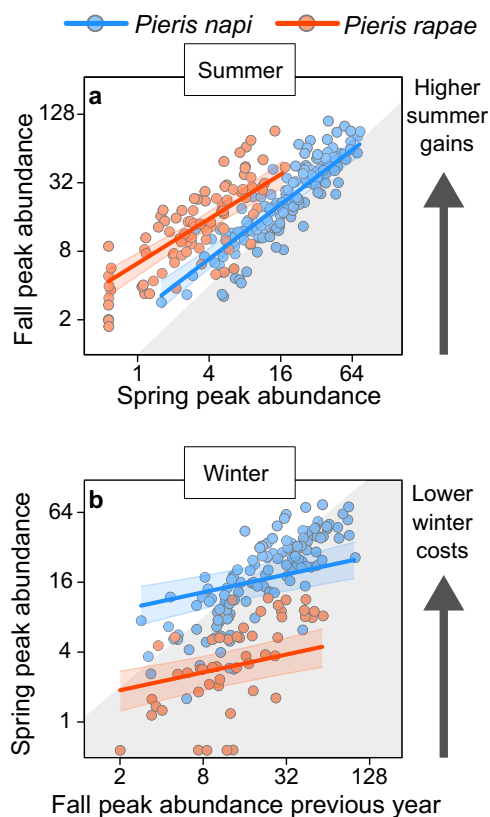 Pieris napi Pieris rapae
Summer
a
128
32
8
2
Fall peak abundance
1 4 16 64
Spring peak abundance
Higher
summer
gains
Winter
b
64
16
4
1
Spring peak abundance
2 8 32 128
Fall peak abundance previous year
Lower
winter
costs